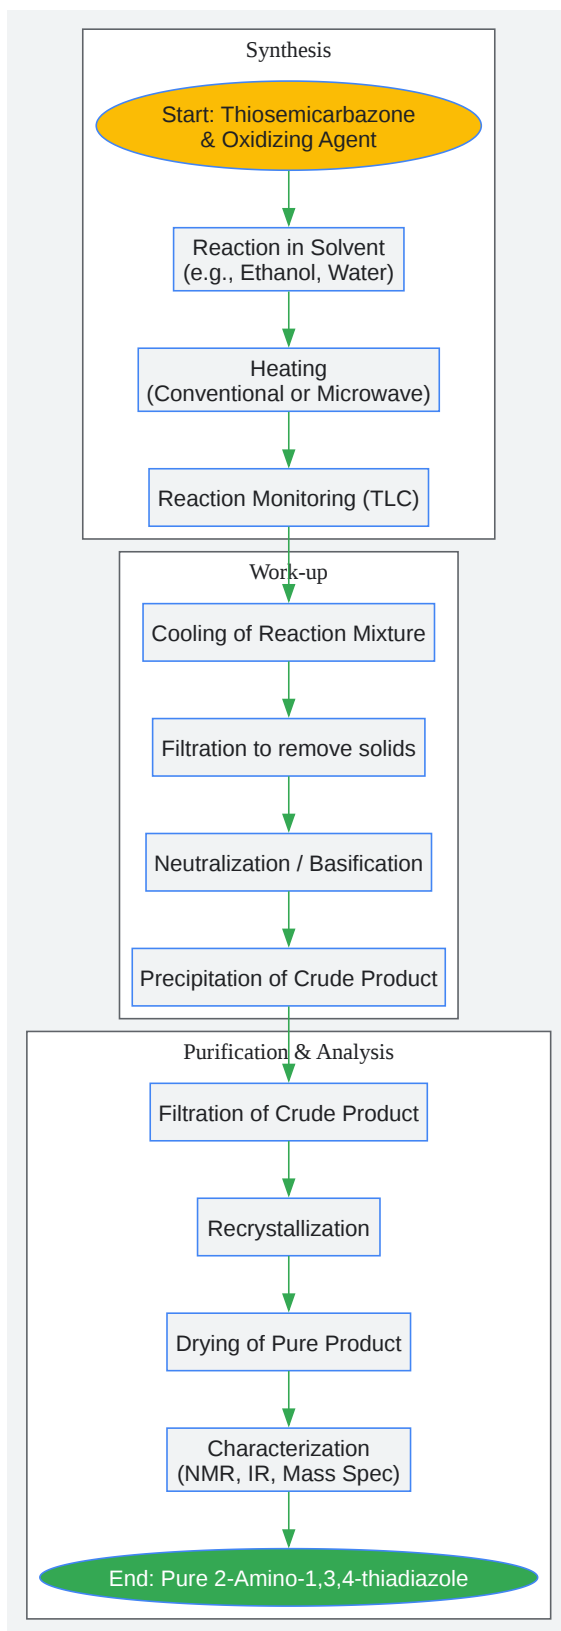 Synthesis
Start: Thiosemicarbazone
& Oxidizing Agent
Reaction in Solvent
(e.g., Ethanol, Water)
Heating
(Conventional or Microwave)
Reaction Monitoring (TLC)
Work-up
Cooling of Reaction Mixture
Filtration to remove solids
Neutralization / Basification
Precipitation of Crude Product
Purification & Analysis
Filtration of Crude Product
Recrystallization
Drying of Pure Product
Characterization
(NMR, IR, Mass Spec)
End: Pure 2-Amino-1,3,4-thiadiazole